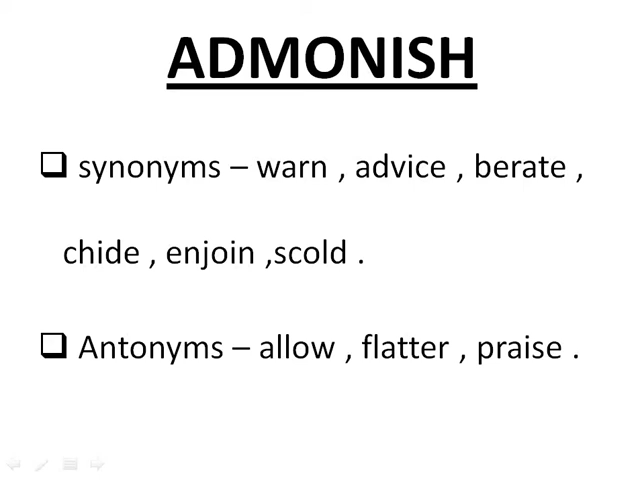 ADMONISH
synonyms – warn , advice , berate ,
chide , enjoin ,scold .
Antonyms – allow , flatter , praise .